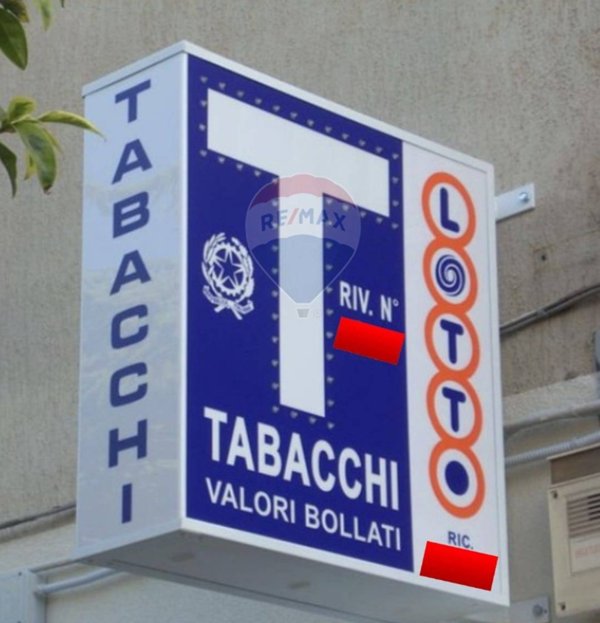 TABACCHI
T
RE/MAX
RIV. N°
TABACCHI
VALORI BOLLATI
LOTTO
RIC.